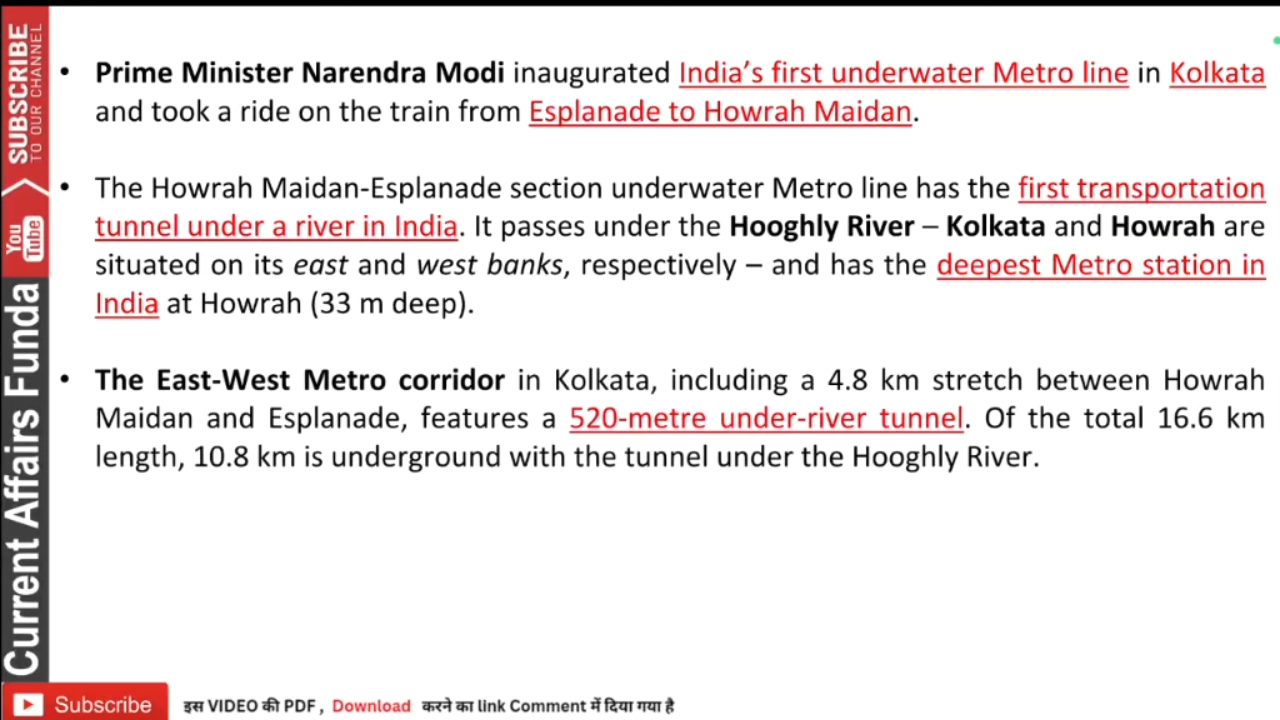 SUBSCRIBE
TO OUR CHANNEL
You
Tube
Current Affairs Funda
• Prime Minister Narendra Modi inaugurated India’s first underwater Metro line in Kolkata
and took a ride on the train from Esplanade to Howrah Maidan.
• The Howrah Maidan-Esplanade section underwater Metro line has the first transportation
tunnel under a river in India. It passes under the Hooghly River – Kolkata and Howrah are
situated on its east and west banks, respectively – and has the deepest Metro station in
India at Howrah (33 m deep).
• The East-West Metro corridor in Kolkata, including a 4.8 km stretch between Howrah
Maidan and Esplanade, features a 520-metre under-river tunnel. Of the total 16.6 km
length, 10.8 km is underground with the tunnel under the Hooghly River.
Subscribe
इस VIDEO की PDF , Download करने का link Comment में दिया गया है